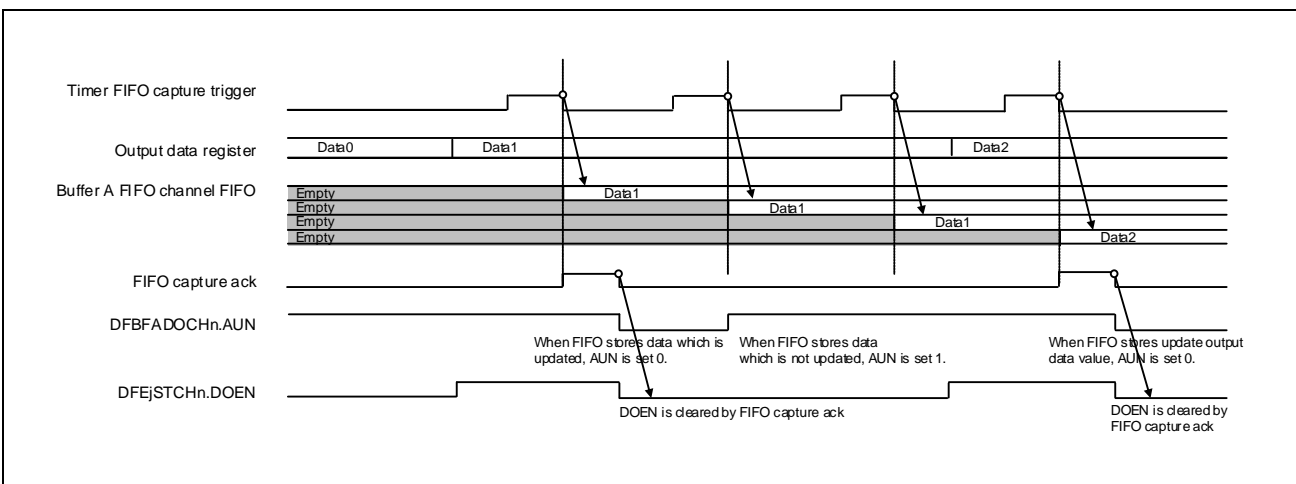 Timer FIFO capture trigger
Output data register
Data0
Data1
Data2
Buffer A FIFO channel FIFO
Empty
Data1
Empty
Data1
Empty
Data1
Empty
Data2
FIFO capture ack
DFBFADOCHn.AUN
When FIFO stores data which is
updated, AUN is set 0.
When FIFO stores data
which is not updated, AUN is set 1.
When FIFO stores update output
data value, AUN is set 0.
DFEjSTCHn.DOEN
DOEN is cleared by FIFO capture ack
DOEN is cleared by
FIFO capture ack